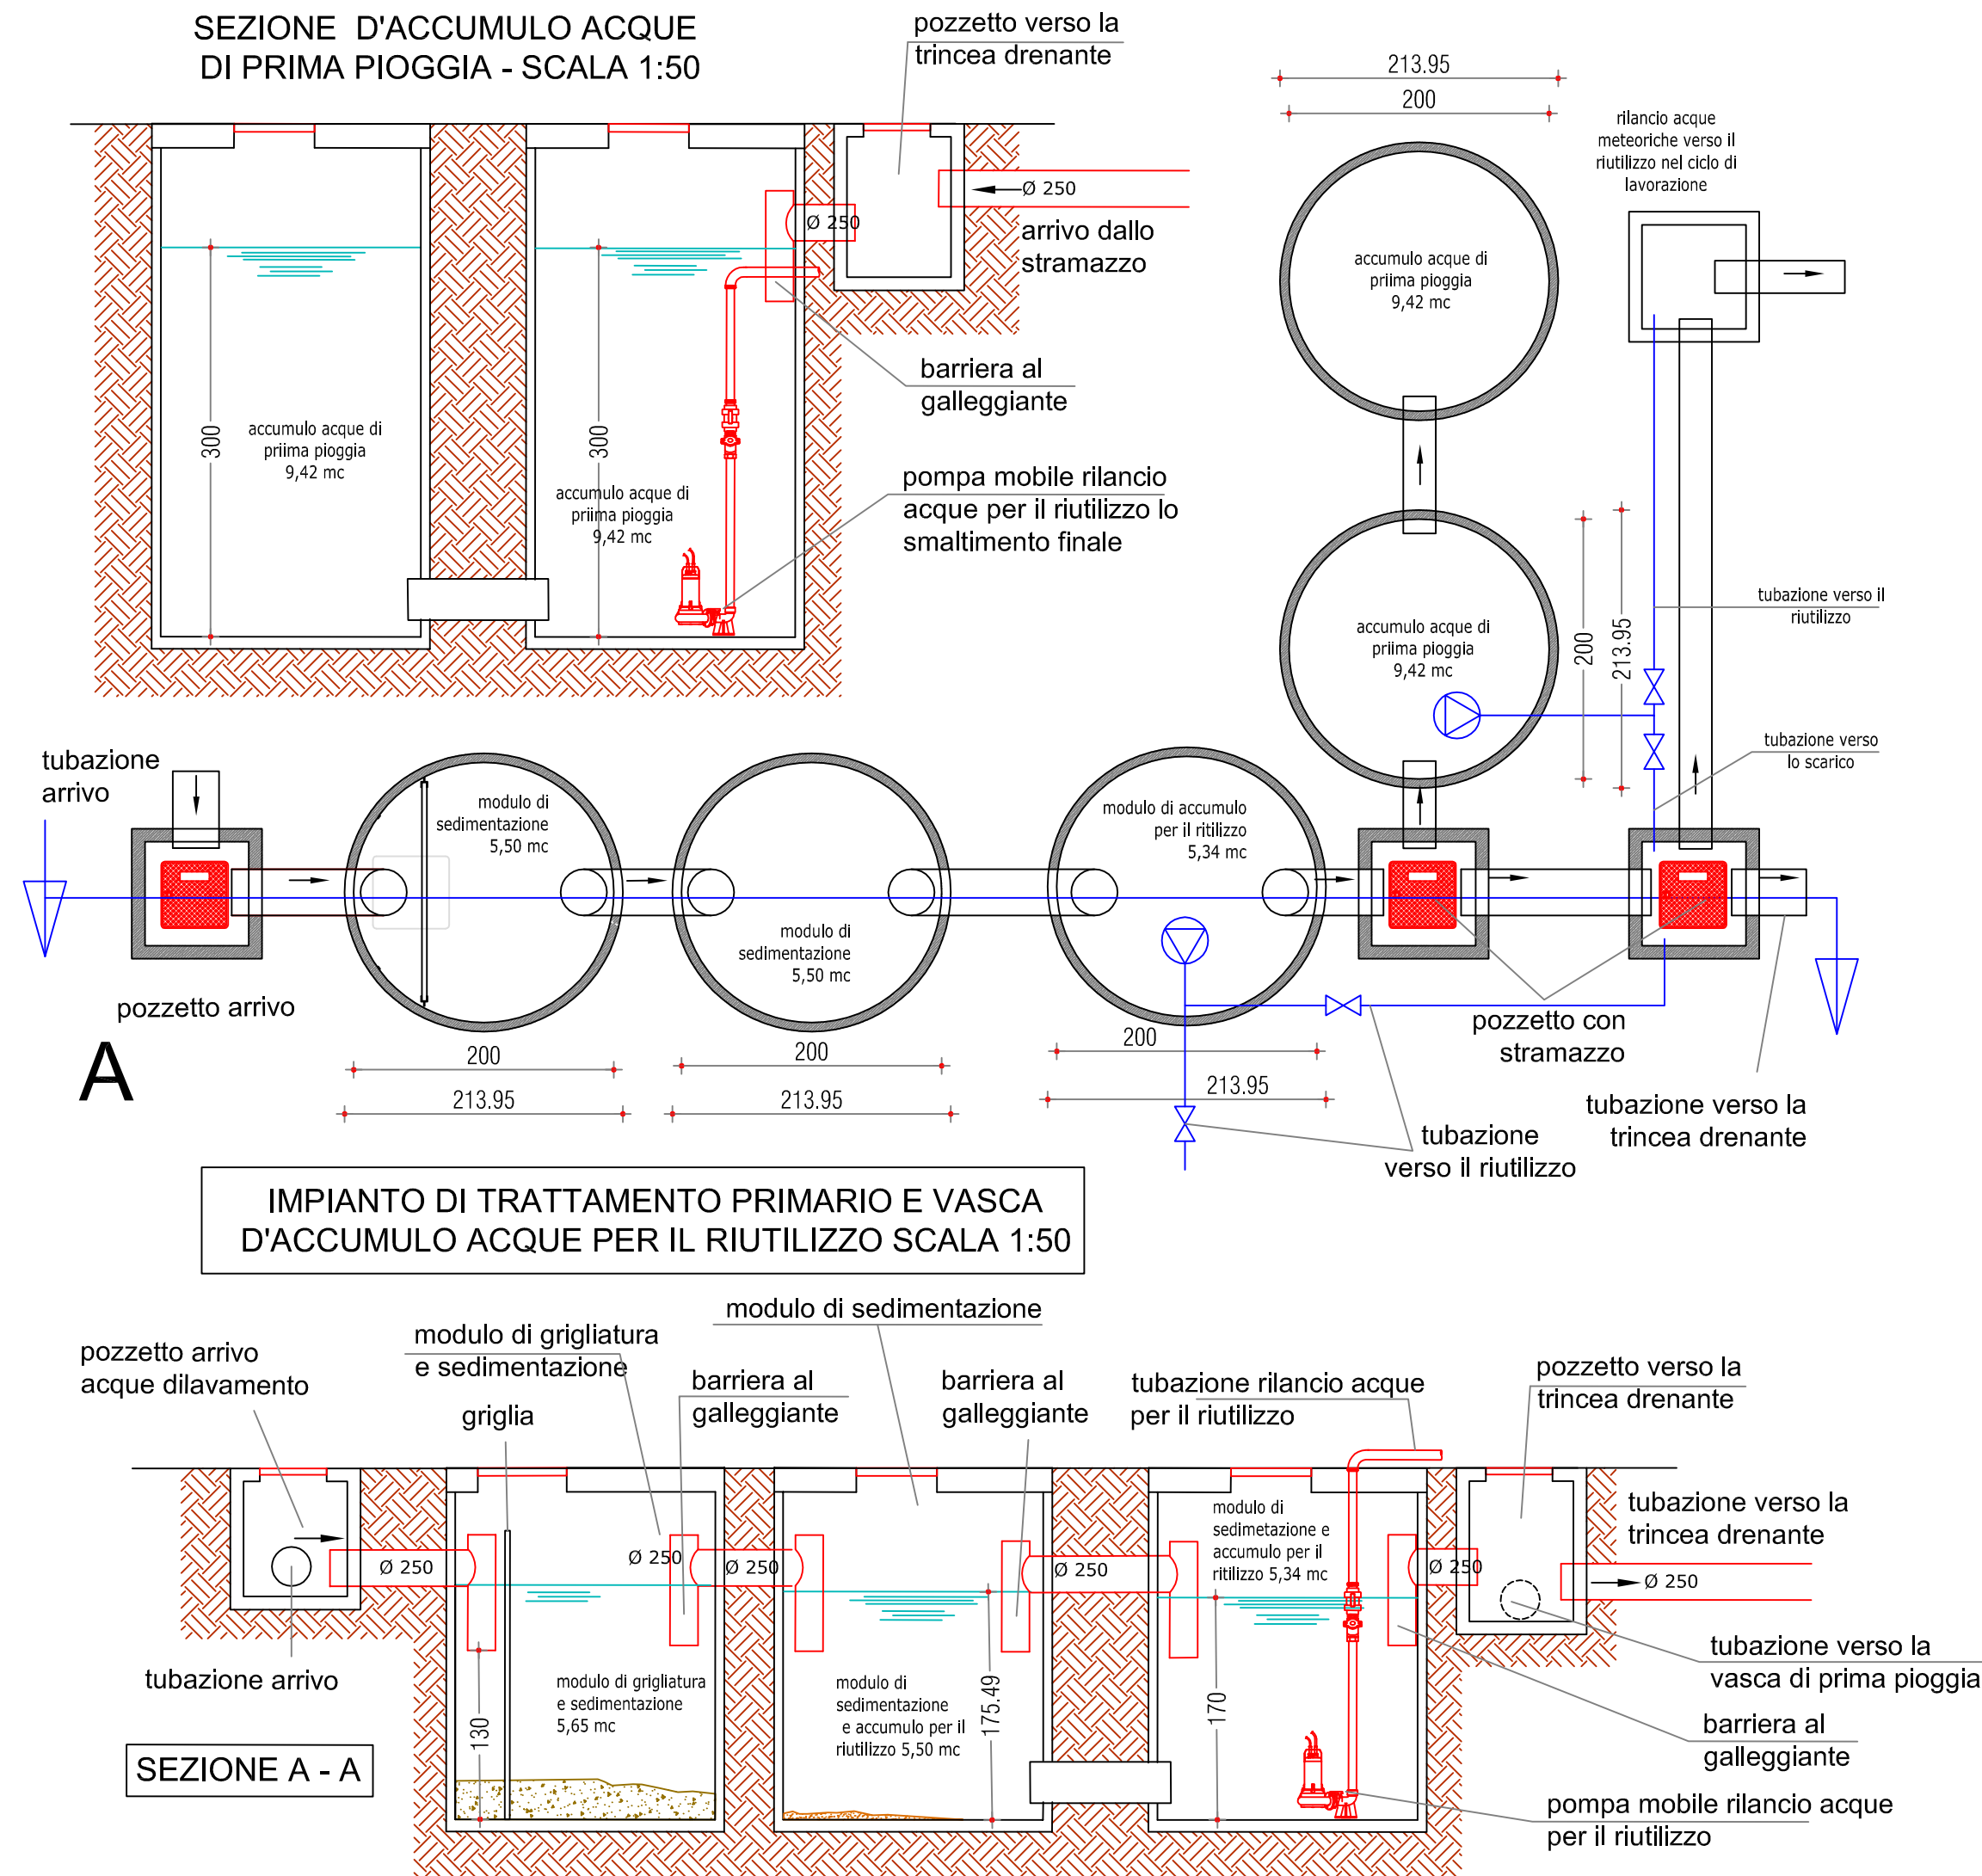 SEZIONE D'ACCUMULO ACQUE
DI PRIMA PIOGGIA - SCALA 1:50
pozzetto verso la
trincea drenante
Ø 250
Ø 250
arrivo dallo
stramazzo
300
300
accumulo acque di
priima pioggia
9,42 mc
accumulo acque di
priima pioggia
9,42 mc
barriera al
galleggiante
pompa mobile rilancio
acque per il riutilizzo lo
smaltimento finale
213.95
200
rilancio acque
meteoriche verso il
riutilizzo nel ciclo di
lavorazione
accumulo acque di
priima pioggia
9,42 mc
accumulo acque di
priima pioggia
9,42 mc
200
213.95
tubazione verso il
riutilizzo
tubazione verso
lo scarico
tubazione
arrivo
modulo di
sedimentazione
5,50 mc
modulo di
sedimentazione
5,50 mc
modulo di accumulo
per il ritilizzo
5,34 mc
pozzetto arrivo
A
200
213.95
200
213.95
200
213.95
pozzetto con
stramazzo
tubazione verso la
trincea drenante
tubazione
verso il riutilizzo
IMPIANTO DI TRATTAMENTO PRIMARIO E VASCA
D'ACCUMULO ACQUE PER IL RIUTILIZZO SCALA 1:50
modulo di sedimentazione
modulo di grigliatura
e sedimentazione
pozzetto arrivo
acque dilavamento
griglia
barriera al
galleggiante
barriera al
galleggiante
tubazione rilancio acque
per il riutilizzo
pozzetto verso la
trincea drenante
Ø 250
Ø 250
Ø 250
Ø 250
Ø 250
Ø 250
modulo di
sedimetazione e
accumulo per il
ritilizzo 5,34 mc
tubazione verso la
trincea drenante
tubazione arrivo
130
modulo di grigliatura
e sedimentazione
5,65 mc
modulo di
sedimentazione
e accumulo per il
riutilizzo 5,50 mc
175.49
170
tubazione verso la
vasca di prima pioggia
barriera al
galleggiante
SEZIONE A - A
pompa mobile rilancio acque
per il riutilizzo